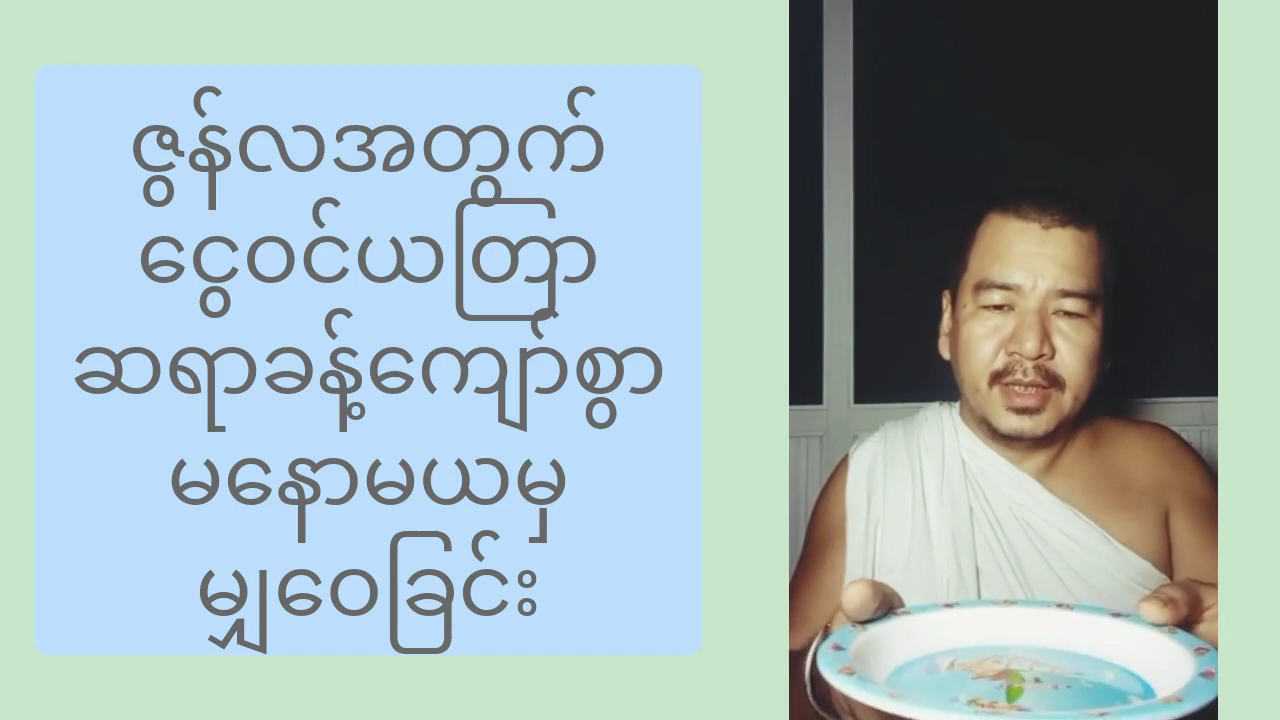 ဇွန်လအတွက်
ငွေဝင်ယတြာ
ဆရာခန့်ကျော်စွာ
မနောမယမှ
မျှဝေခြင်း